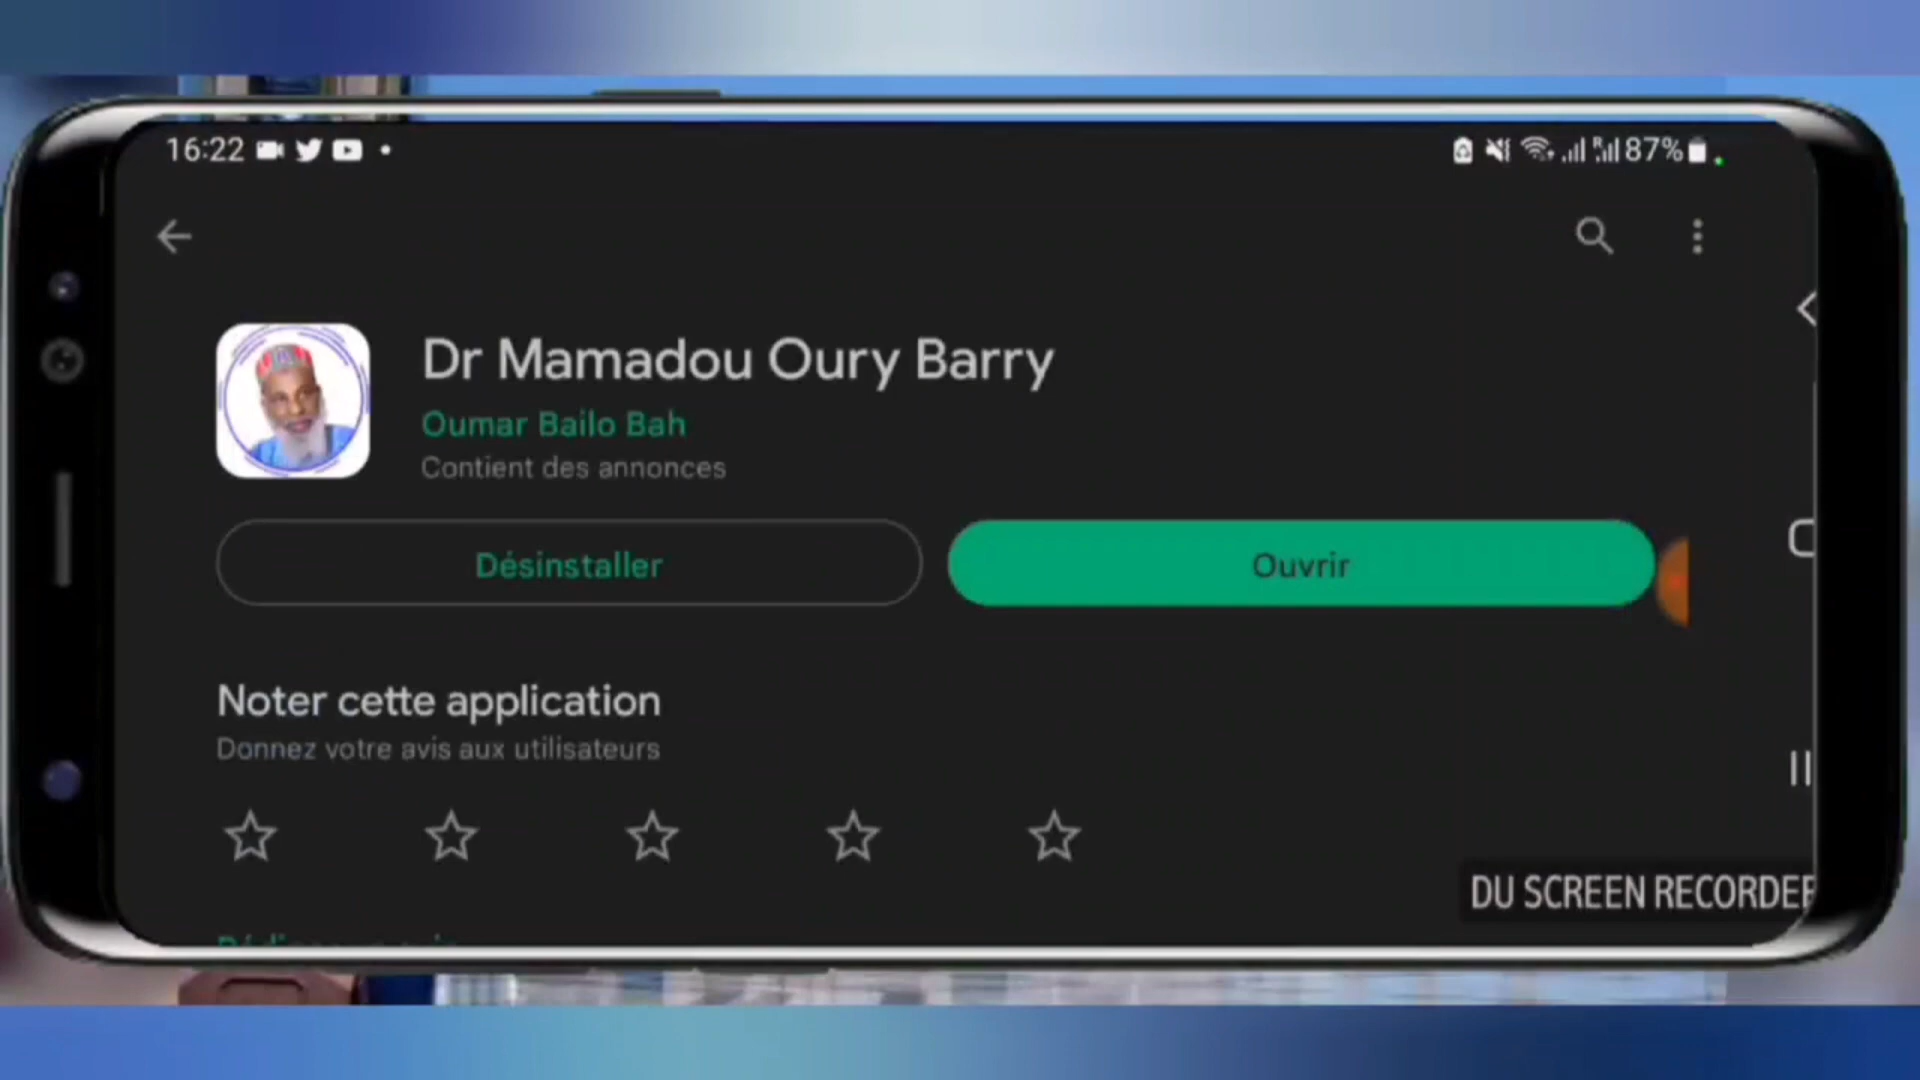 16:22
87%
Dr Mamadou Oury Barry
Oumar Bailo Bah
Contient des annonces
Désinstaller
Ouvrir
Noter cette application
Donnez votre avis aux utilisateurs
DU SCREEN RECORDER